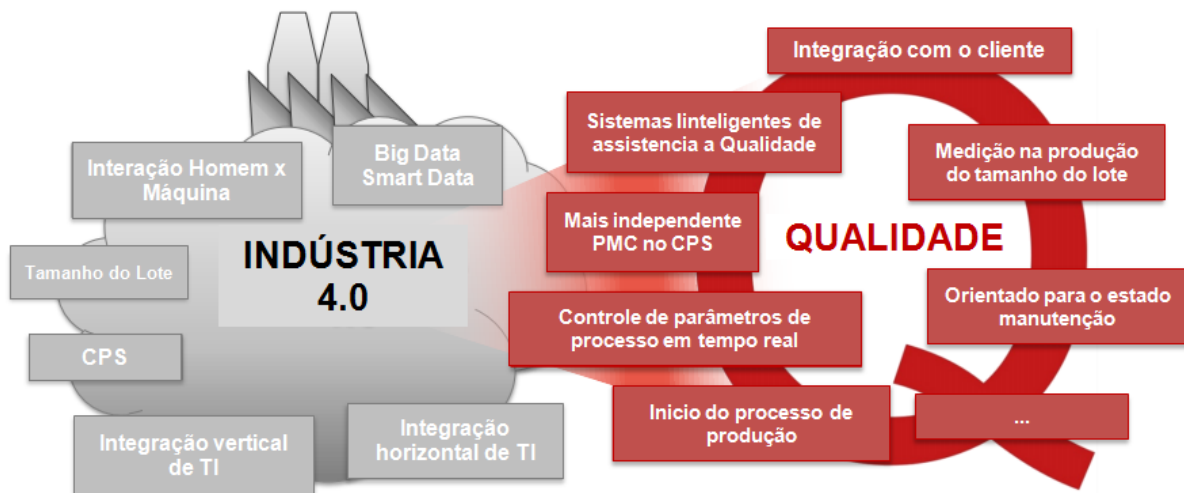 Interação Homem x
Máquina
Big Data
Smart Data
INDÚSTRIA
4.0
Tamanho do Lote
CPS
Integração vertical
de TI
Integração
horizontal de TI
Integração com o cliente
Sistemas Iinteligentes de
assistencia a Qualidade
Medição na produção
do tamanho do lote
Mais independente
PMC no CPS
QUALIDADE
Controle de parâmetros de
processo em tempo real
Orientado para o estado
manutenção
Inicio do processo de
produção
...